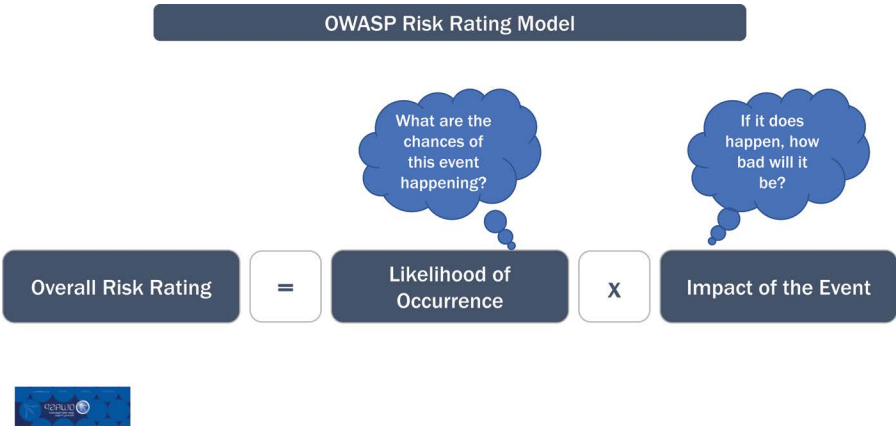 OWASP Risk Rating Model
What are the
chances of
this event
happening?
If it does
happen, how
bad will it
be?
Overall Risk Rating
=
Likelihood of
Occurrence
x
Impact of the Event